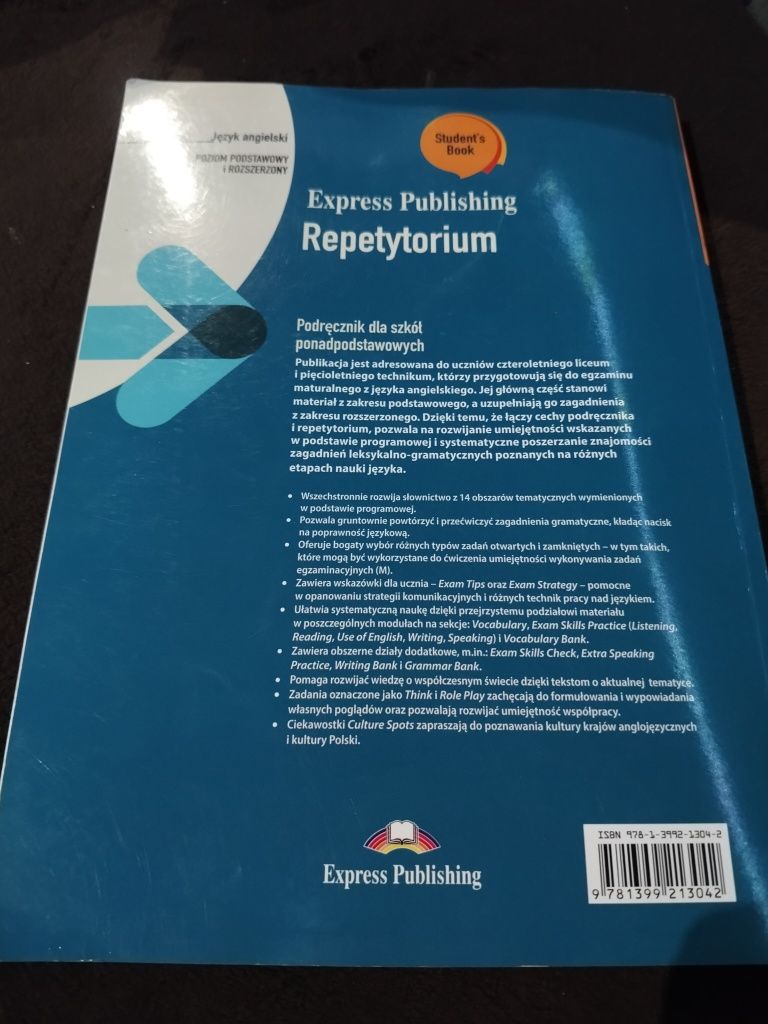 Język angielski
POZIOM PODSTAWOWY
I ROZSZERZONY
Student's
Book
Express Publishing
Repetytorium
Podręcznik dla szkół
ponadpodstawowych
Publikacja jest adresowana do uczniów czteroletniego liceum
i pięcioletniego technikum, którzy przygotowują się do egzaminu
maturalnego z języka angielskiego. Jej główną część stanowi
materiał z zakresu podstawowego, a uzupełniają go zagadnienia
z zakresu rozszerzonego. Dzięki temu, że łączy cechy podręcznika
i repetytorium, pozwala na rozwijanie umiejętności wskazanych
w podstawie programowej i systematyczne poszerzanie znajomości
zagadnień leksykalno-gramatycznych poznanych na różnych
etapach nauki języka.
• Wszechstronnie rozwija słownictwo z 14 obszarów tematycznych wymienionych
w podstawie programowej.
• Pozwala gruntownie powtórzyć i przećwiczyć zagadnienia gramatyczne, kładąc nacisk
na poprawność językową.
• Oferuje bogaty wybór różnych typów zadań otwartych i zamkniętych – w tym takich,
które mogą być wykorzystane do ćwiczenia umiejętności wykonywania zadań
egzaminacyjnych (M).
• Zawiera wskazówki dla ucznia – Exam Tips oraz Exam Strategy – pomocne
w opanowaniu strategii komunikacyjnych i różnych technik pracy nad językiem.
• Ułatwia systematyczną naukę dzięki przejrzystemu podziałowi materiału
w poszczególnych modułach na sekcje: Vocabulary, Exam Skills Practice (Listening,
Reading, Use of English, Writing, Speaking) i Vocabulary Bank.
• Zawiera obszerne działy dodatkowe, m.in.: Exam Skills Check, Extra Speaking
Practice, Writing Bank i Grammar Bank.
• Pomaga rozwijać wiedzę o współczesnym świecie dzięki tekstom o aktualnej tematyce.
• Zadania oznaczone jako Think i Role Play zachęcają do formułowania i wypowiadania
własnych poglądów oraz pozwalają rozwijać umiejętność współpracy.
• Ciekawostki Culture Spots zapraszają do poznawania kultury krajów anglojęzycznych
i kultury Polski.
Express Publishing
ISBN 978-1-3992-1304-2
9 781399 213042